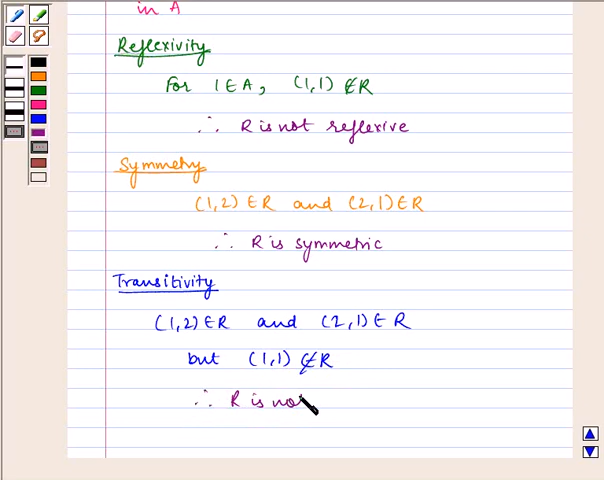 in A
Reflexivity
For 1 ∈ A, (1,1) ∉ R
∴ R is not reflexive
Symmetry
(1,2) ∈ R and (2,1) ∈ R
∴ R is symmetric
Transitivity
(1,2) ∈ R and (2,1) ∈ R
but (1,1) ∉ R
∴ R is no